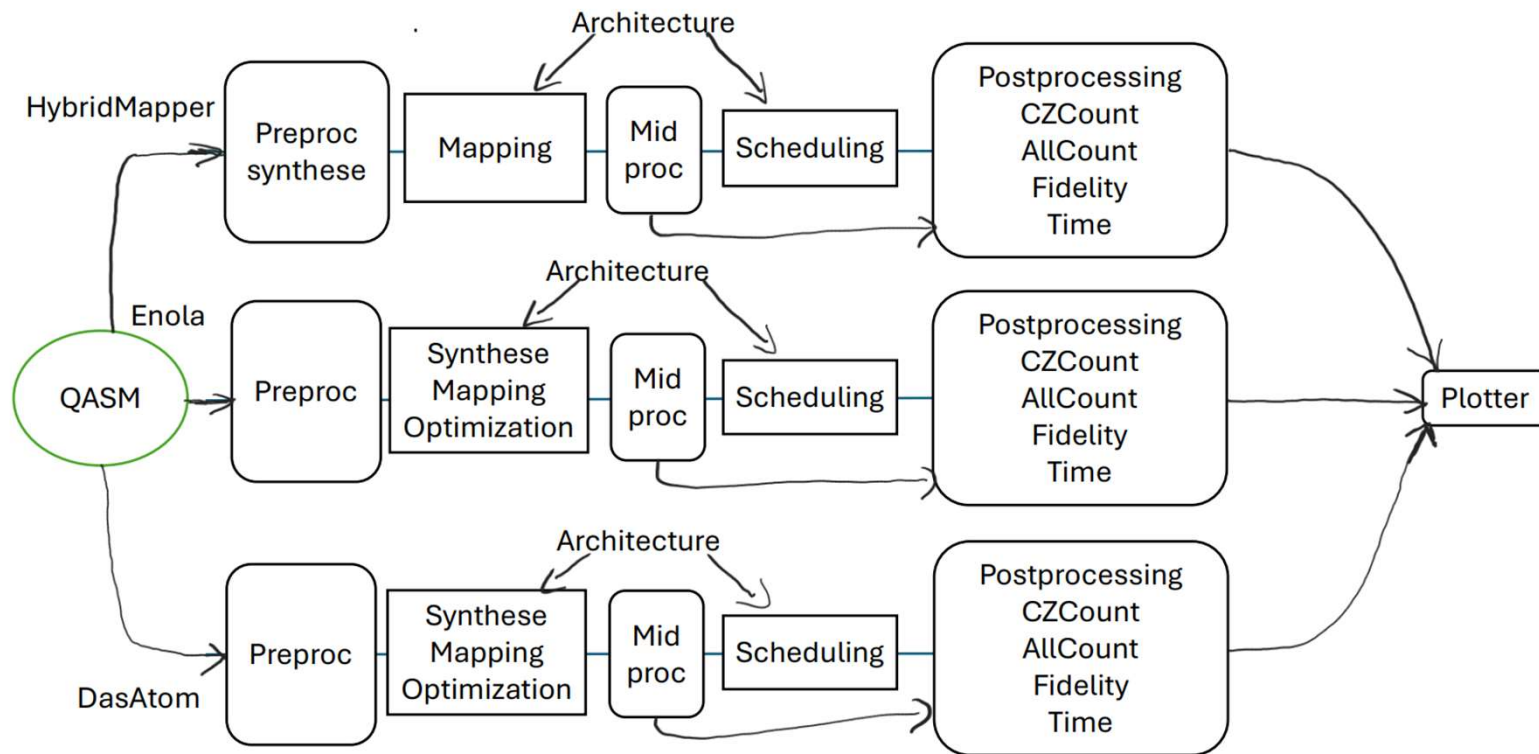 Architecture
HybridMapper
Preproc
synthese
Mapping
Mid
proc
Scheduling
Postprocessing
CZCount
AllCount
Fidelity
Time
Architecture
Enola
QASM
Preproc
Synthese
Mapping
Optimization
Mid
proc
Scheduling
Postprocessing
CZCount
AllCount
Fidelity
Time
Plotter
Architecture
DasAtom
Preproc
Synthese
Mapping
Optimization
Mid
proc
Scheduling
Postprocessing
CZCount
AllCount
Fidelity
Time